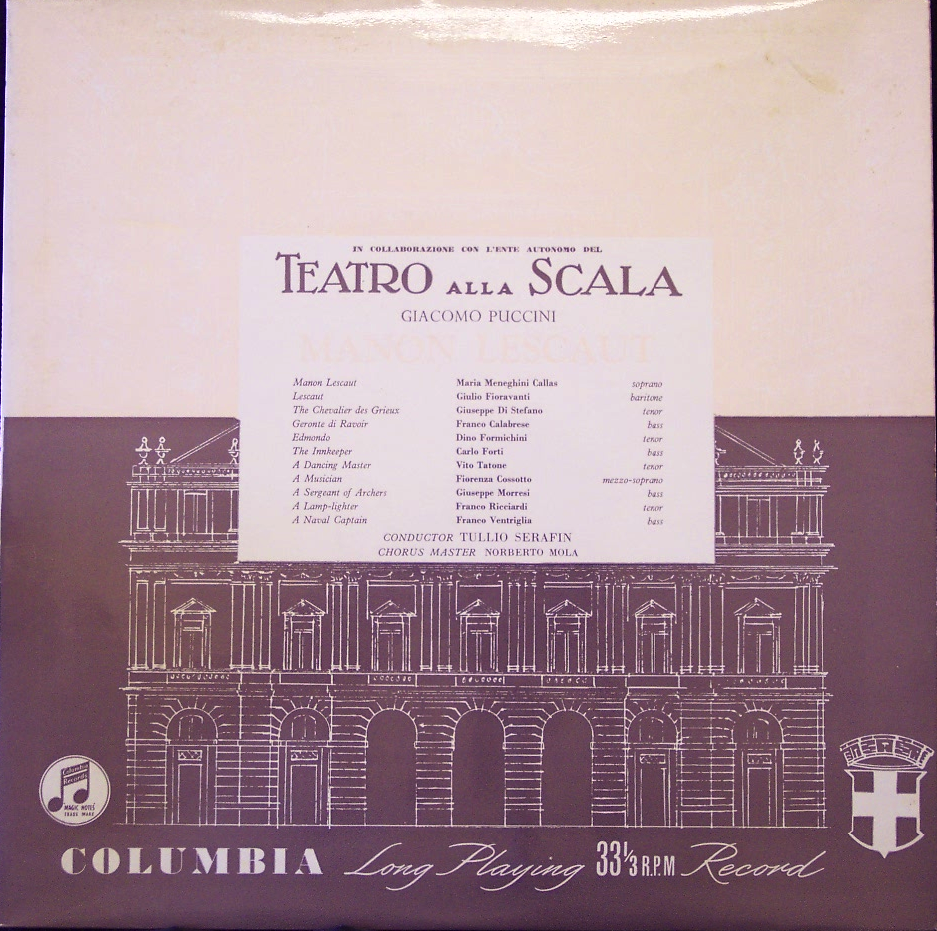 IN COLLABORAZIONE CON L'ENTE AUTONOMO DEL
TEATRO ALLA SCALA
GIACOMO PUCCINI
MANON LESCAUT
Manon Lescaut Maria Meneghini Callas soprano
Lescaut Giulio Fioravanti baritone
The Chevalier des Grieux Giuseppe Di Stefano tenor
Geronte di Ravoir Franco Calabrese bass
Edmondo Dino Formichini tenor
The Innkeeper Carlo Forti bass
A Dancing Master Vito Tatone tenor
A Musician Fiorenza Cossotto mezzo-soprano
A Sergeant of Archers Giuseppe Morresi bass
A Lamp-lighter Franco Ricciardi tenor
A Naval Captain Franco Ventriglia bass
CONDUCTOR TULLIO SERAFIN
CHORUS MASTER NORBERTO MOLA
Columbia
Records
MAGIC NOTES
TRADE MARK
COLUMBIA Long Playing 33⅓ R.P.M Record